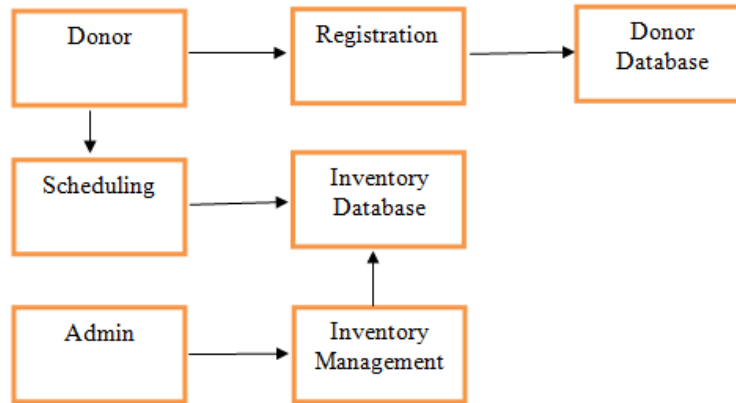 Donor
Registration
Donor
Database
Scheduling
Inventory
Database
Admin
Inventory
Management